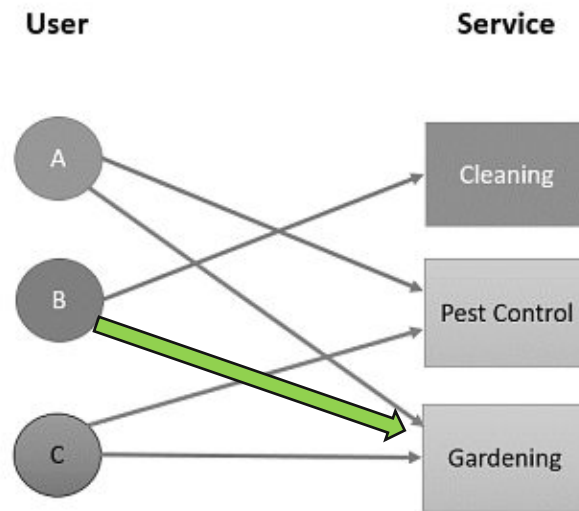 User
Service
A
Cleaning
B
Pest Control
C
Gardening